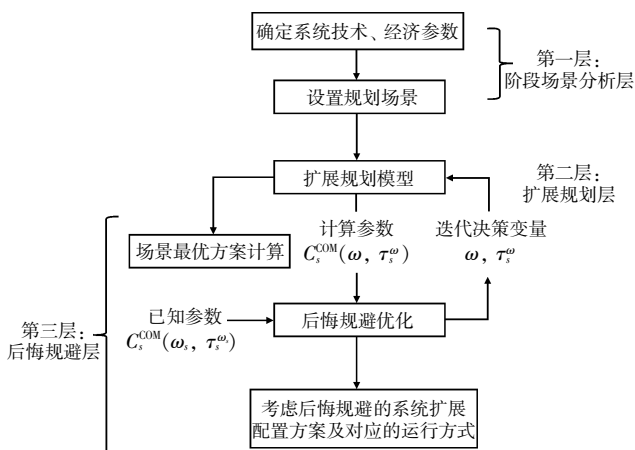 确定系统技术、经济参数
第一层：
阶段场景分析层
设置规划场景
扩展规划模型
第二层：
扩展规划层
计算参数
C_s^COM(ω, τ_s^ω)
迭代决策变量
ω, τ_s^ω
场景最优方案计算
第三层：
后悔规避层
已知参数
C_s^COM(ω_s, τ_s^ω_s)
后悔规避优化
考虑后悔规避的系统扩展
配置方案及对应的运行方式